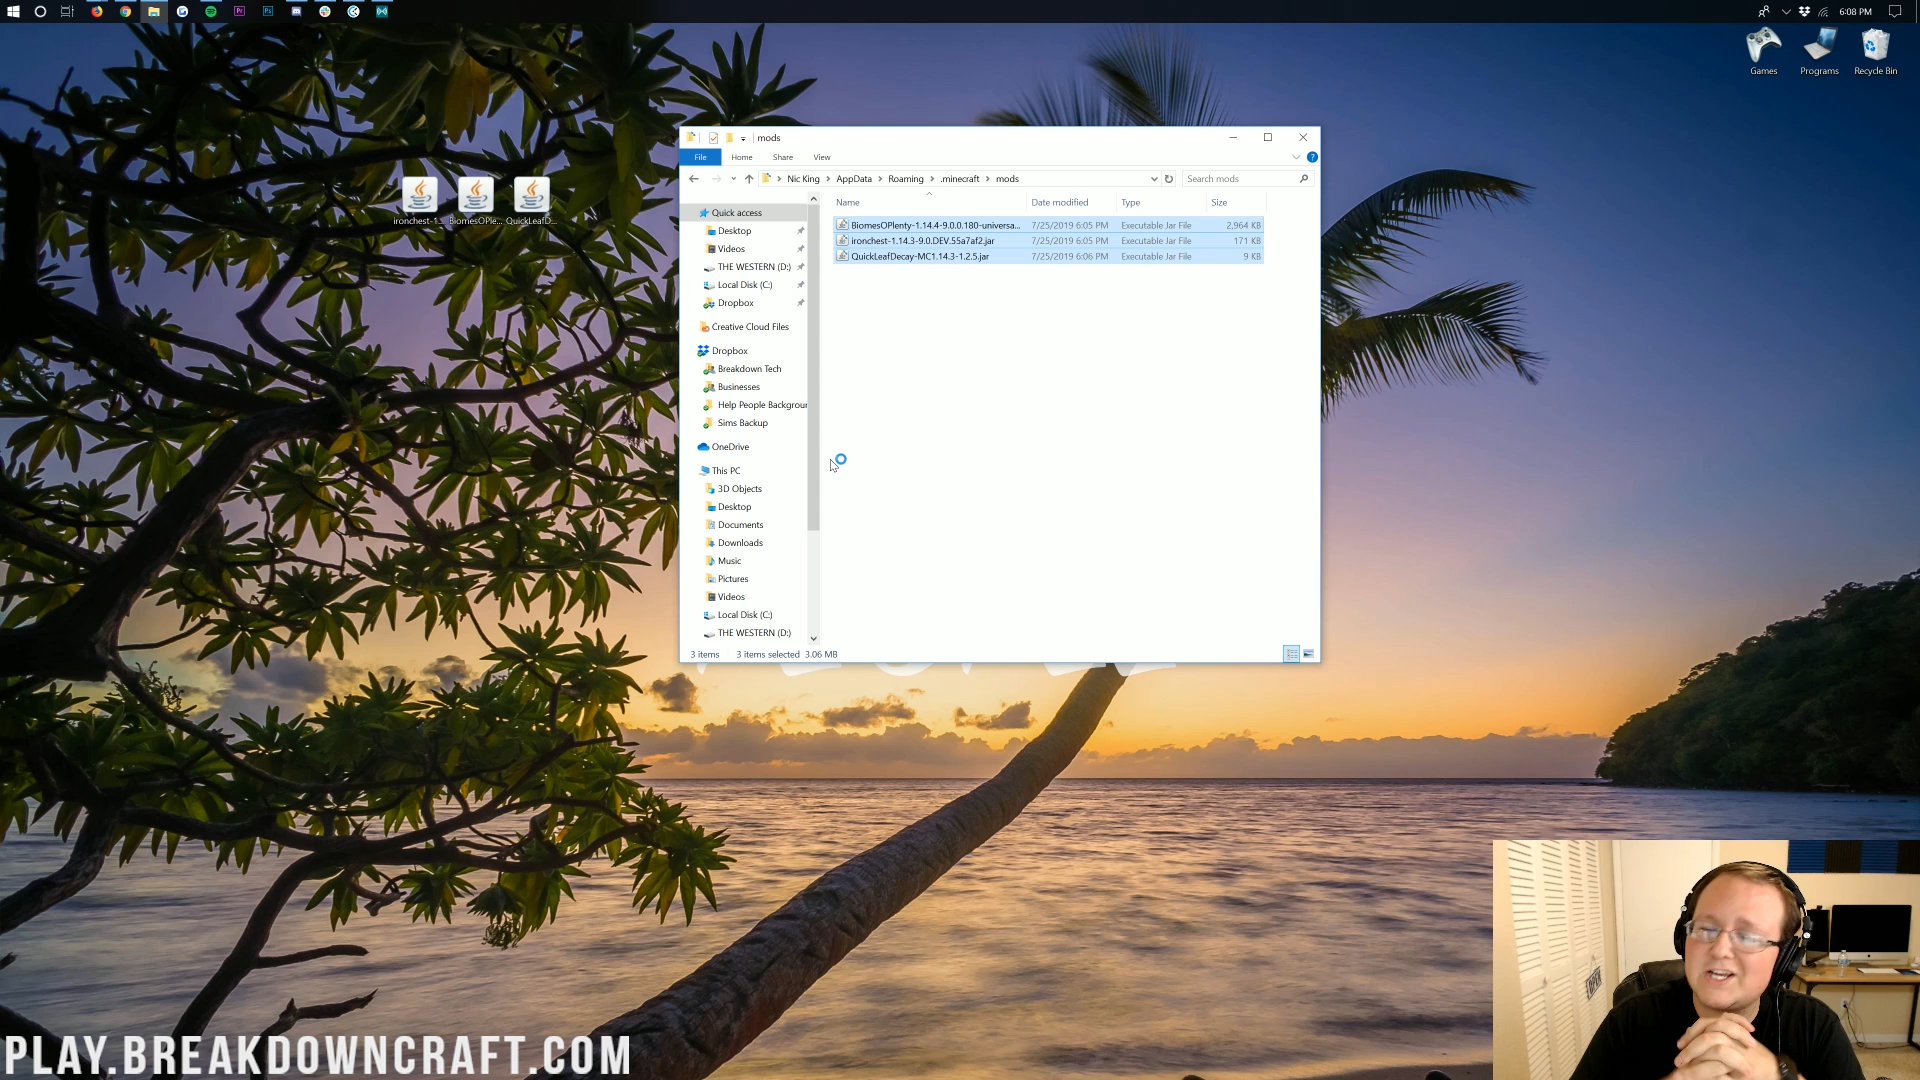 6:08 PM
Games
Programs
Recycle Bin
mods
File
Home
Share
View
Nic King
AppData
Roaming
.minecraft
mods
Search mods
Name
Date modified
Type
Size
BiomesOPlenty-1.14.4-9.0.0.180-universa...
7/25/2019 6:05 PM
Executable Jar File
2,964 KB
ironchest-1.14.3-9.0.DEV.55a7af2.jar
7/25/2019 6:05 PM
Executable Jar File
171 KB
QuickLeafDecay-MC1.14.3-1.2.5.jar
7/25/2019 6:06 PM
Executable Jar File
9 KB
ironchest-1...
BiomesOPle...
QuickLeafD...
Quick access
Desktop
Videos
THE WESTERN (D:)
Local Disk (C:)
Dropbox
Creative Cloud Files
Dropbox
Breakdown Tech
Businesses
Help People Backgroun
Sims Backup
OneDrive
This PC
3D Objects
Desktop
Documents
Downloads
Music
Pictures
Videos
Local Disk (C:)
THE WESTERN (D:)
3 items
3 items selected 3.06 MB
OPEN
PLAY.BREAKDOWNCRAFT.COM